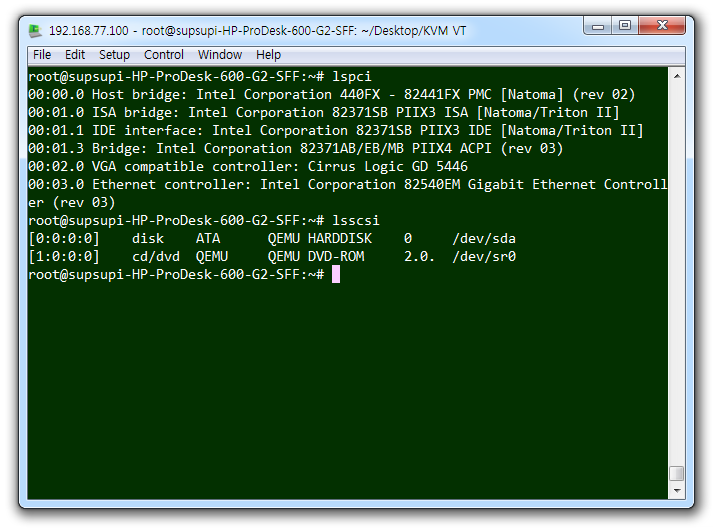 192.168.77.100 - root@supsupi-HP-ProDesk-600-G2-SFF: ~/Desktop/KVM VT
File Edit Setup Control Window Help
root@supsupi-HP-ProDesk-600-G2-SFF:~# lspci
00:00.0 Host bridge: Intel Corporation 440FX - 82441FX PMC [Natoma] (rev 02)
00:01.0 ISA bridge: Intel Corporation 82371SB PIIX3 ISA [Natoma/Triton II]
00:01.1 IDE interface: Intel Corporation 82371SB PIIX3 IDE [Natoma/Triton II]
00:01.3 Bridge: Intel Corporation 82371AB/EB/MB PIIX4 ACPI (rev 03)
00:02.0 VGA compatible controller: Cirrus Logic GD 5446
00:03.0 Ethernet controller: Intel Corporation 82540EM Gigabit Ethernet Controll
er (rev 03)
root@supsupi-HP-ProDesk-600-G2-SFF:~# lsscsi
[0:0:0:0]    disk    ATA      QEMU HARDDISK    0     /dev/sda
[1:0:0:0]    cd/dvd  QEMU     QEMU DVD-ROM     2.0.  /dev/sr0
root@supsupi-HP-ProDesk-600-G2-SFF:~#